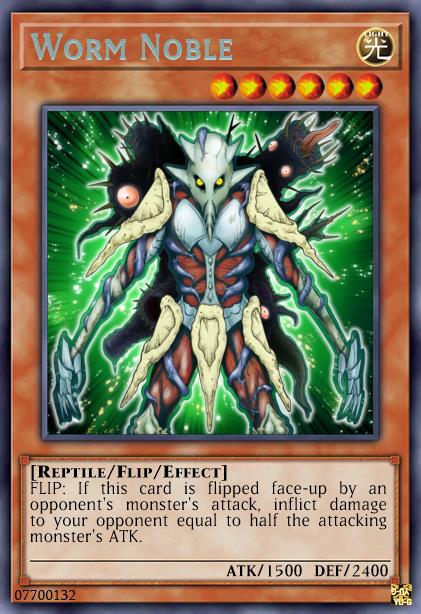 Worm Noble
LIGHT
光
[Reptile/Flip/Effect]
FLIP: If this card is flipped face-up by an
opponent's monster's attack, inflict damage
to your opponent equal to half the attacking
monster's ATK.
ATK/1500 DEF/2400
07700132